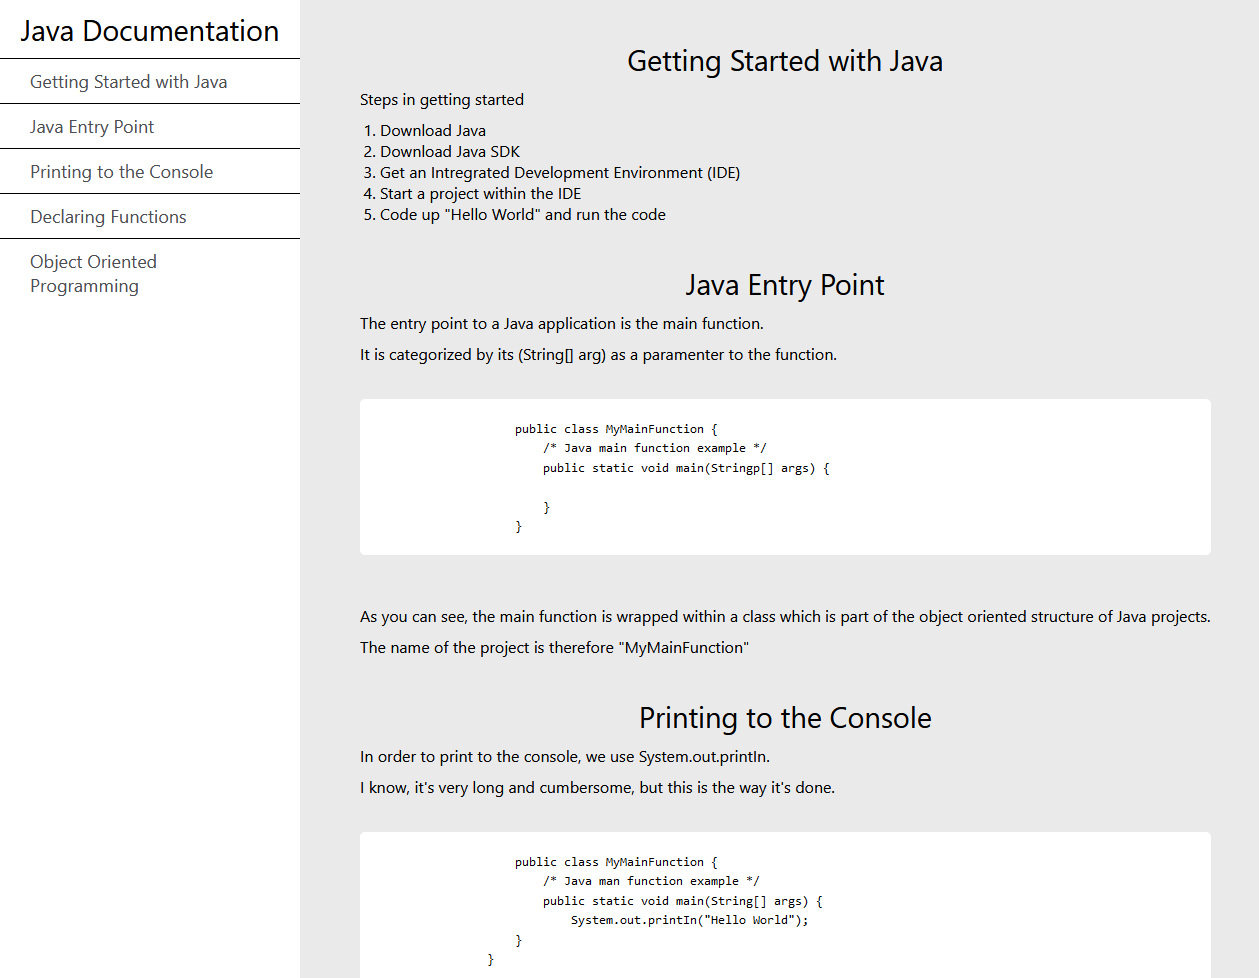 Java Documentation
Getting Started with Java
Java Entry Point
Printing to the Console
Declaring Functions
Object Oriented
Programming
Getting Started with Java
Steps in getting started
1. Download Java
2. Download Java SDK
3. Get an Intregrated Development Environment (IDE)
4. Start a project within the IDE
5. Code up "Hello World" and run the code
Java Entry Point
The entry point to a Java application is the main function.
It is categorized by its (String[] arg) as a paramenter to the function.
public class MyMainFunction {
/* Java main function example */
public static void main(Stringp[] args) {
}
}
As you can see, the main function is wrapped within a class which is part of the object oriented structure of Java projects.
The name of the project is therefore "MyMainFunction"
Printing to the Console
In order to print to the console, we use System.out.printIn.
I know, it's very long and cumbersome, but this is the way it's done.
public class MyMainFunction {
/* Java man function example */
public static void main(String[] args) {
System.out.printIn("Hello World");
}
}